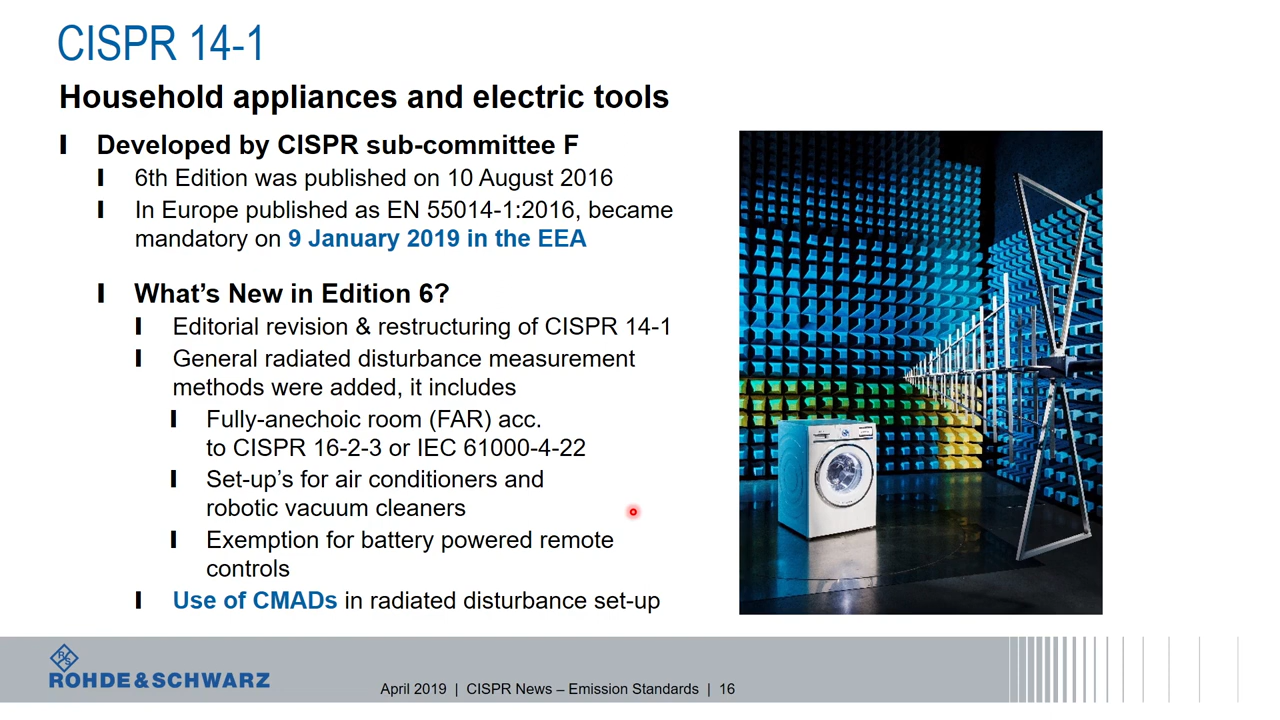 CISPR 14-1
Household appliances and electric tools
Developed by CISPR sub-committee F
6th Edition was published on 10 August 2016
In Europe published as EN 55014-1:2016, became
mandatory on 9 January 2019 in the EEA
What’s New in Edition 6?
Editorial revision & restructuring of CISPR 14-1
General radiated disturbance measurement
methods were added, it includes
Fully-anechoic room (FAR) acc.
to CISPR 16-2-3 or IEC 61000-4-22
Set-up’s for air conditioners and
robotic vacuum cleaners
Exemption for battery powered remote
controls
Use of CMADs in radiated disturbance set-up
R&S
ROHDE & SCHWARZ
April 2019 | CISPR News – Emission Standards | 16